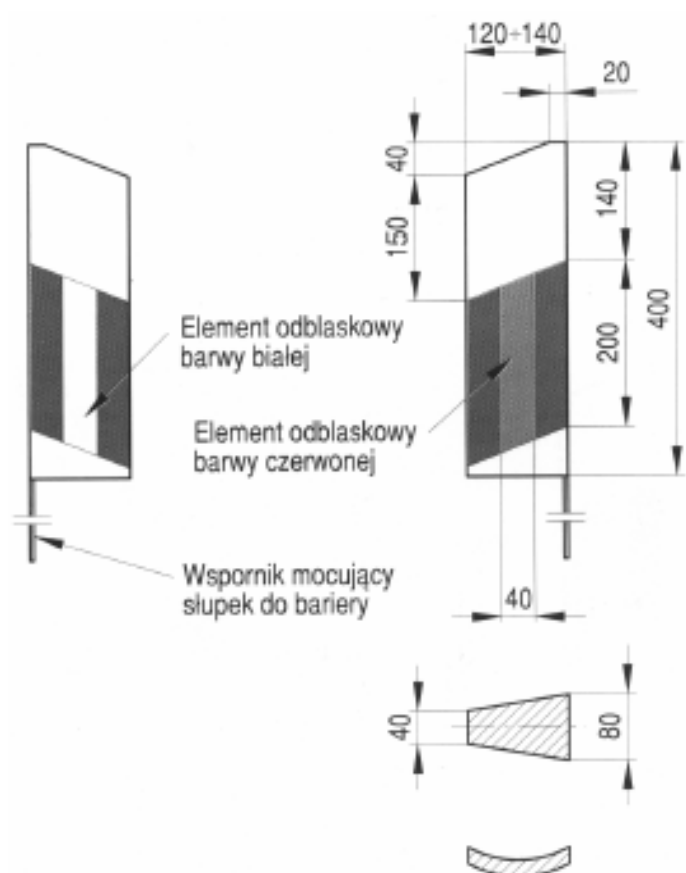 120÷140
20
40
150
140
400
200
Element odblaskowy
barwy białej
Element odblaskowy
barwy czerwonej
Wspornik mocujący
słupek do bariery
40
40
80